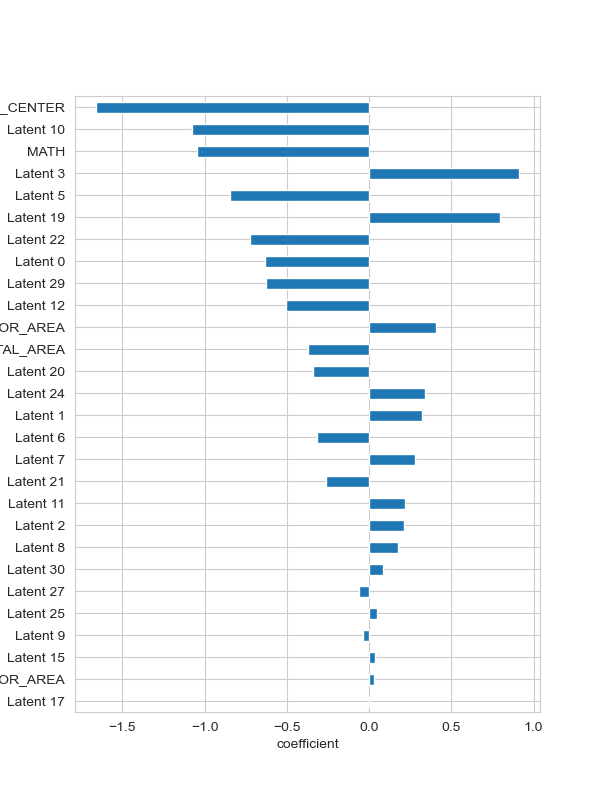 _CENTER
Latent 10
MATH
Latent 3
Latent 5
Latent 19
Latent 22
Latent 0
Latent 29
Latent 12
OR_AREA
TAL_AREA
Latent 20
Latent 24
Latent 1
Latent 6
Latent 7
Latent 21
Latent 11
Latent 2
Latent 8
Latent 30
Latent 27
Latent 25
Latent 9
Latent 15
OR_AREA
Latent 17
−1.5 −1.0 −0.5 0.0 0.5 1.0
coefficient